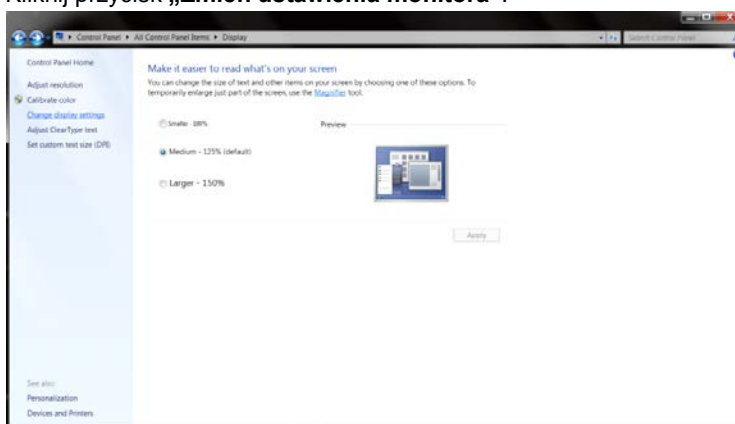 Kliknij przycisk „Zmień ustawienia monitora”.
Control Panel ▸ All Control Panel Items ▸ Display
Search Control Panel
Control Panel Home
Adjust resolution
Calibrate color
Change display settings
Adjust ClearType text
Set custom text size (DPI)
See also
Personalization
Devices and Printers
Make it easier to read what's on your screen
You can change the size of text and other items on your screen by choosing one of these options. To
temporarily enlarge just part of the screen, use the Magnifier tool.
Smaller - 100%
Preview
Medium - 125% (default)
Larger - 150%
Apply